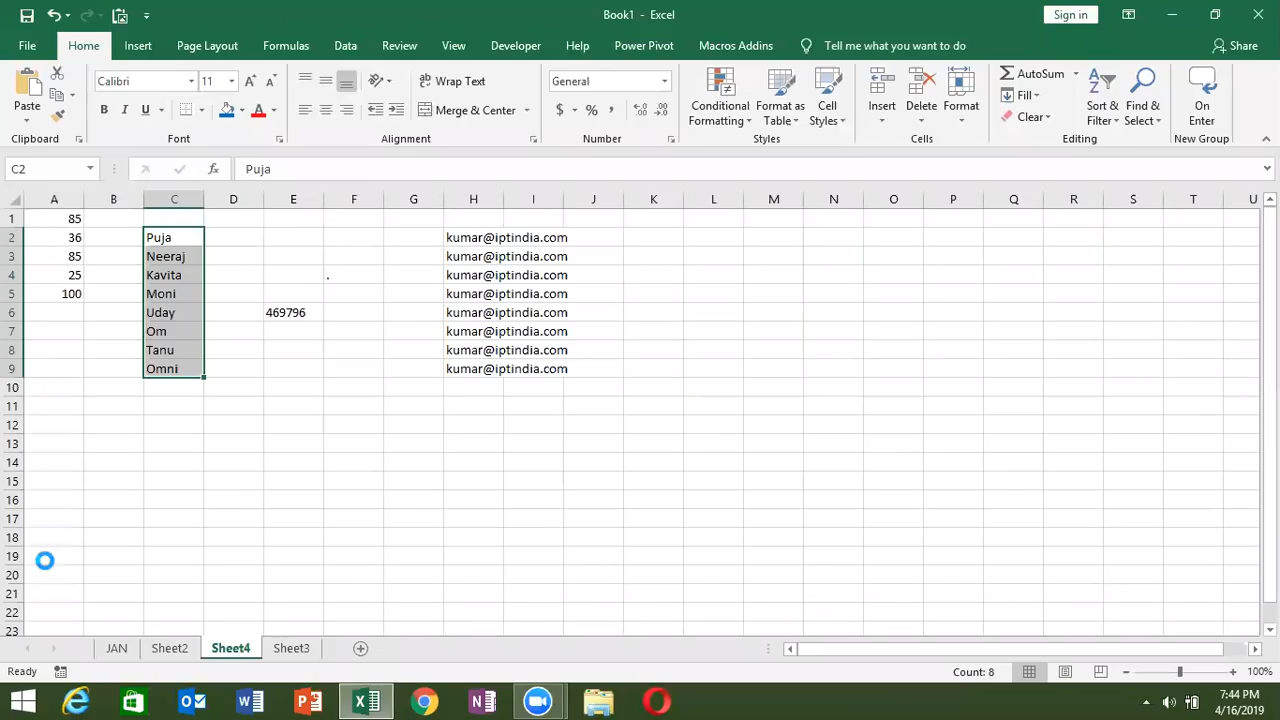 Book1 - Excel
Sign in
File Home Insert Page Layout Formulas Data Review View Developer Help Power Pivot Macros Addins Tell me what you want to do Share
Paste
Clipboard
Calibri 11
B I U
Font
Wrap Text
Merge & Center
Alignment
General
$ % ,
Number
Conditional Formatting
Format as Table
Cell Styles
Styles
Insert Delete Format
Cells
AutoSum
Fill
Clear
Sort & Filter
Find & Select
Editing
On Enter
New Group
C2 fx Puja
A B C D E F G H I J K L M N O P Q R S T U
1 85
2 36 Puja kumar@iptindia.com
3 85 Neeraj kumar@iptindia.com
4 25 Kavita . kumar@iptindia.com
5 100 Moni kumar@iptindia.com
6 Uday 469796 kumar@iptindia.com
7 Om kumar@iptindia.com
8 Tanu kumar@iptindia.com
9 Omni kumar@iptindia.com
10
11
12
13
14
15
16
17
18
19
20
21
22
23
JAN Sheet2 Sheet4 Sheet3
Ready Count: 8 100%
7:44 PM
4/16/2019